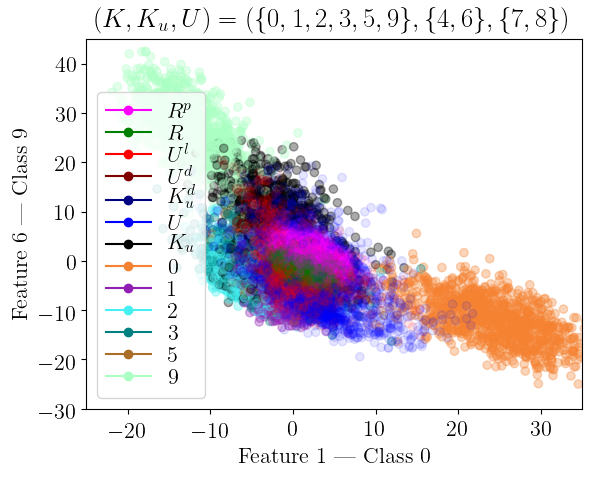 (K, K_u, U) = ({0, 1, 2, 3, 5, 9}, {4, 6}, {7, 8})
Feature 6 — Class 9
40
30
20
10
0
−10
−20
−30
R^p
R
U^l
U^d
K_u^d
U
K_u
0
1
2
3
5
9
−20 −10 0 10 20 30
Feature 1 — Class 0